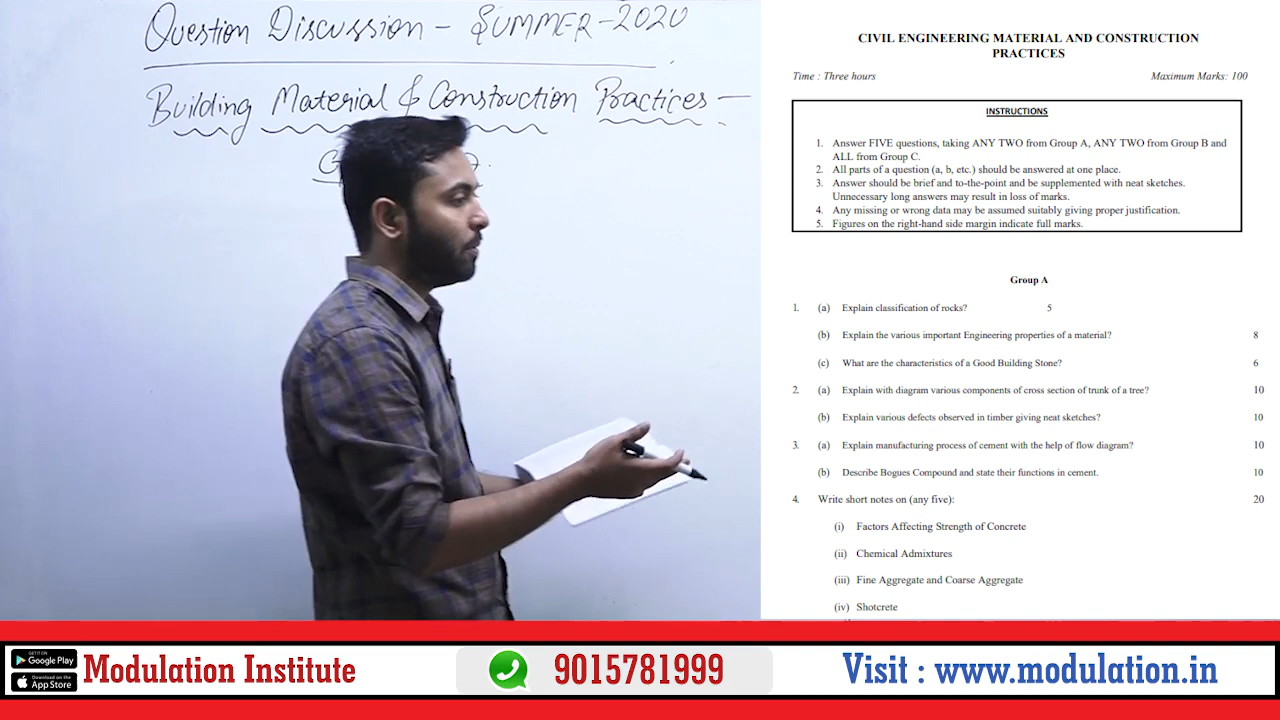 Question Discussion - SUMMER-2020
Building Material & Construction Practices -
CIVIL ENGINEERING MATERIAL AND CONSTRUCTION
PRACTICES
Time : Three hours Maximum Marks: 100
INSTRUCTIONS
1. Answer FIVE questions, taking ANY TWO from Group A, ANY TWO from Group B and
ALL from Group C.
2. All parts of a question (a, b, etc.) should be answered at one place.
3. Answer should be brief and to-the-point and be supplemented with neat sketches.
Unnecessary long answers may result in loss of marks.
4. Any missing or wrong data may be assumed suitably giving proper justification.
5. Figures on the right-hand side margin indicate full marks.
Group A
1. (a) Explain classification of rocks? 5
(b) Explain the various important Engineering properties of a material? 8
(c) What are the characteristics of a Good Building Stone? 6
2. (a) Explain with diagram various components of cross section of trunk of a tree? 10
(b) Explain various defects observed in timber giving neat sketches? 10
3. (a) Explain manufacturing process of cement with the help of flow diagram? 10
(b) Describe Bogues Compound and state their functions in cement. 10
4. Write short notes on (any five): 20
(i) Factors Affecting Strength of Concrete
(ii) Chemical Admixtures
(iii) Fine Aggregate and Coarse Aggregate
(iv) Shotcrete
GET IT ON
Google Play
Download on the
App Store
Modulation Institute
9015781999
Visit : www.modulation.in